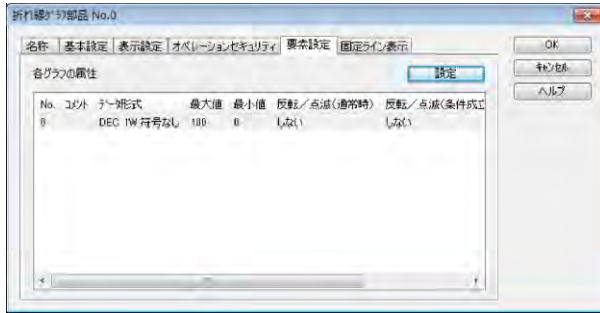 折れ線グラフ部品 No.0
名称 基本設定 表示設定 オペレーションセキュリティ 要素設定 固定ライン表示
OK
キャンセル
ヘルプ
各グラフの属性
設定
No. コメント データ形式 最大値 最小値 反転／点滅(通常時) 反転／点滅(条件成立
0 DEC 1W 符号なし 100 0 しない しない